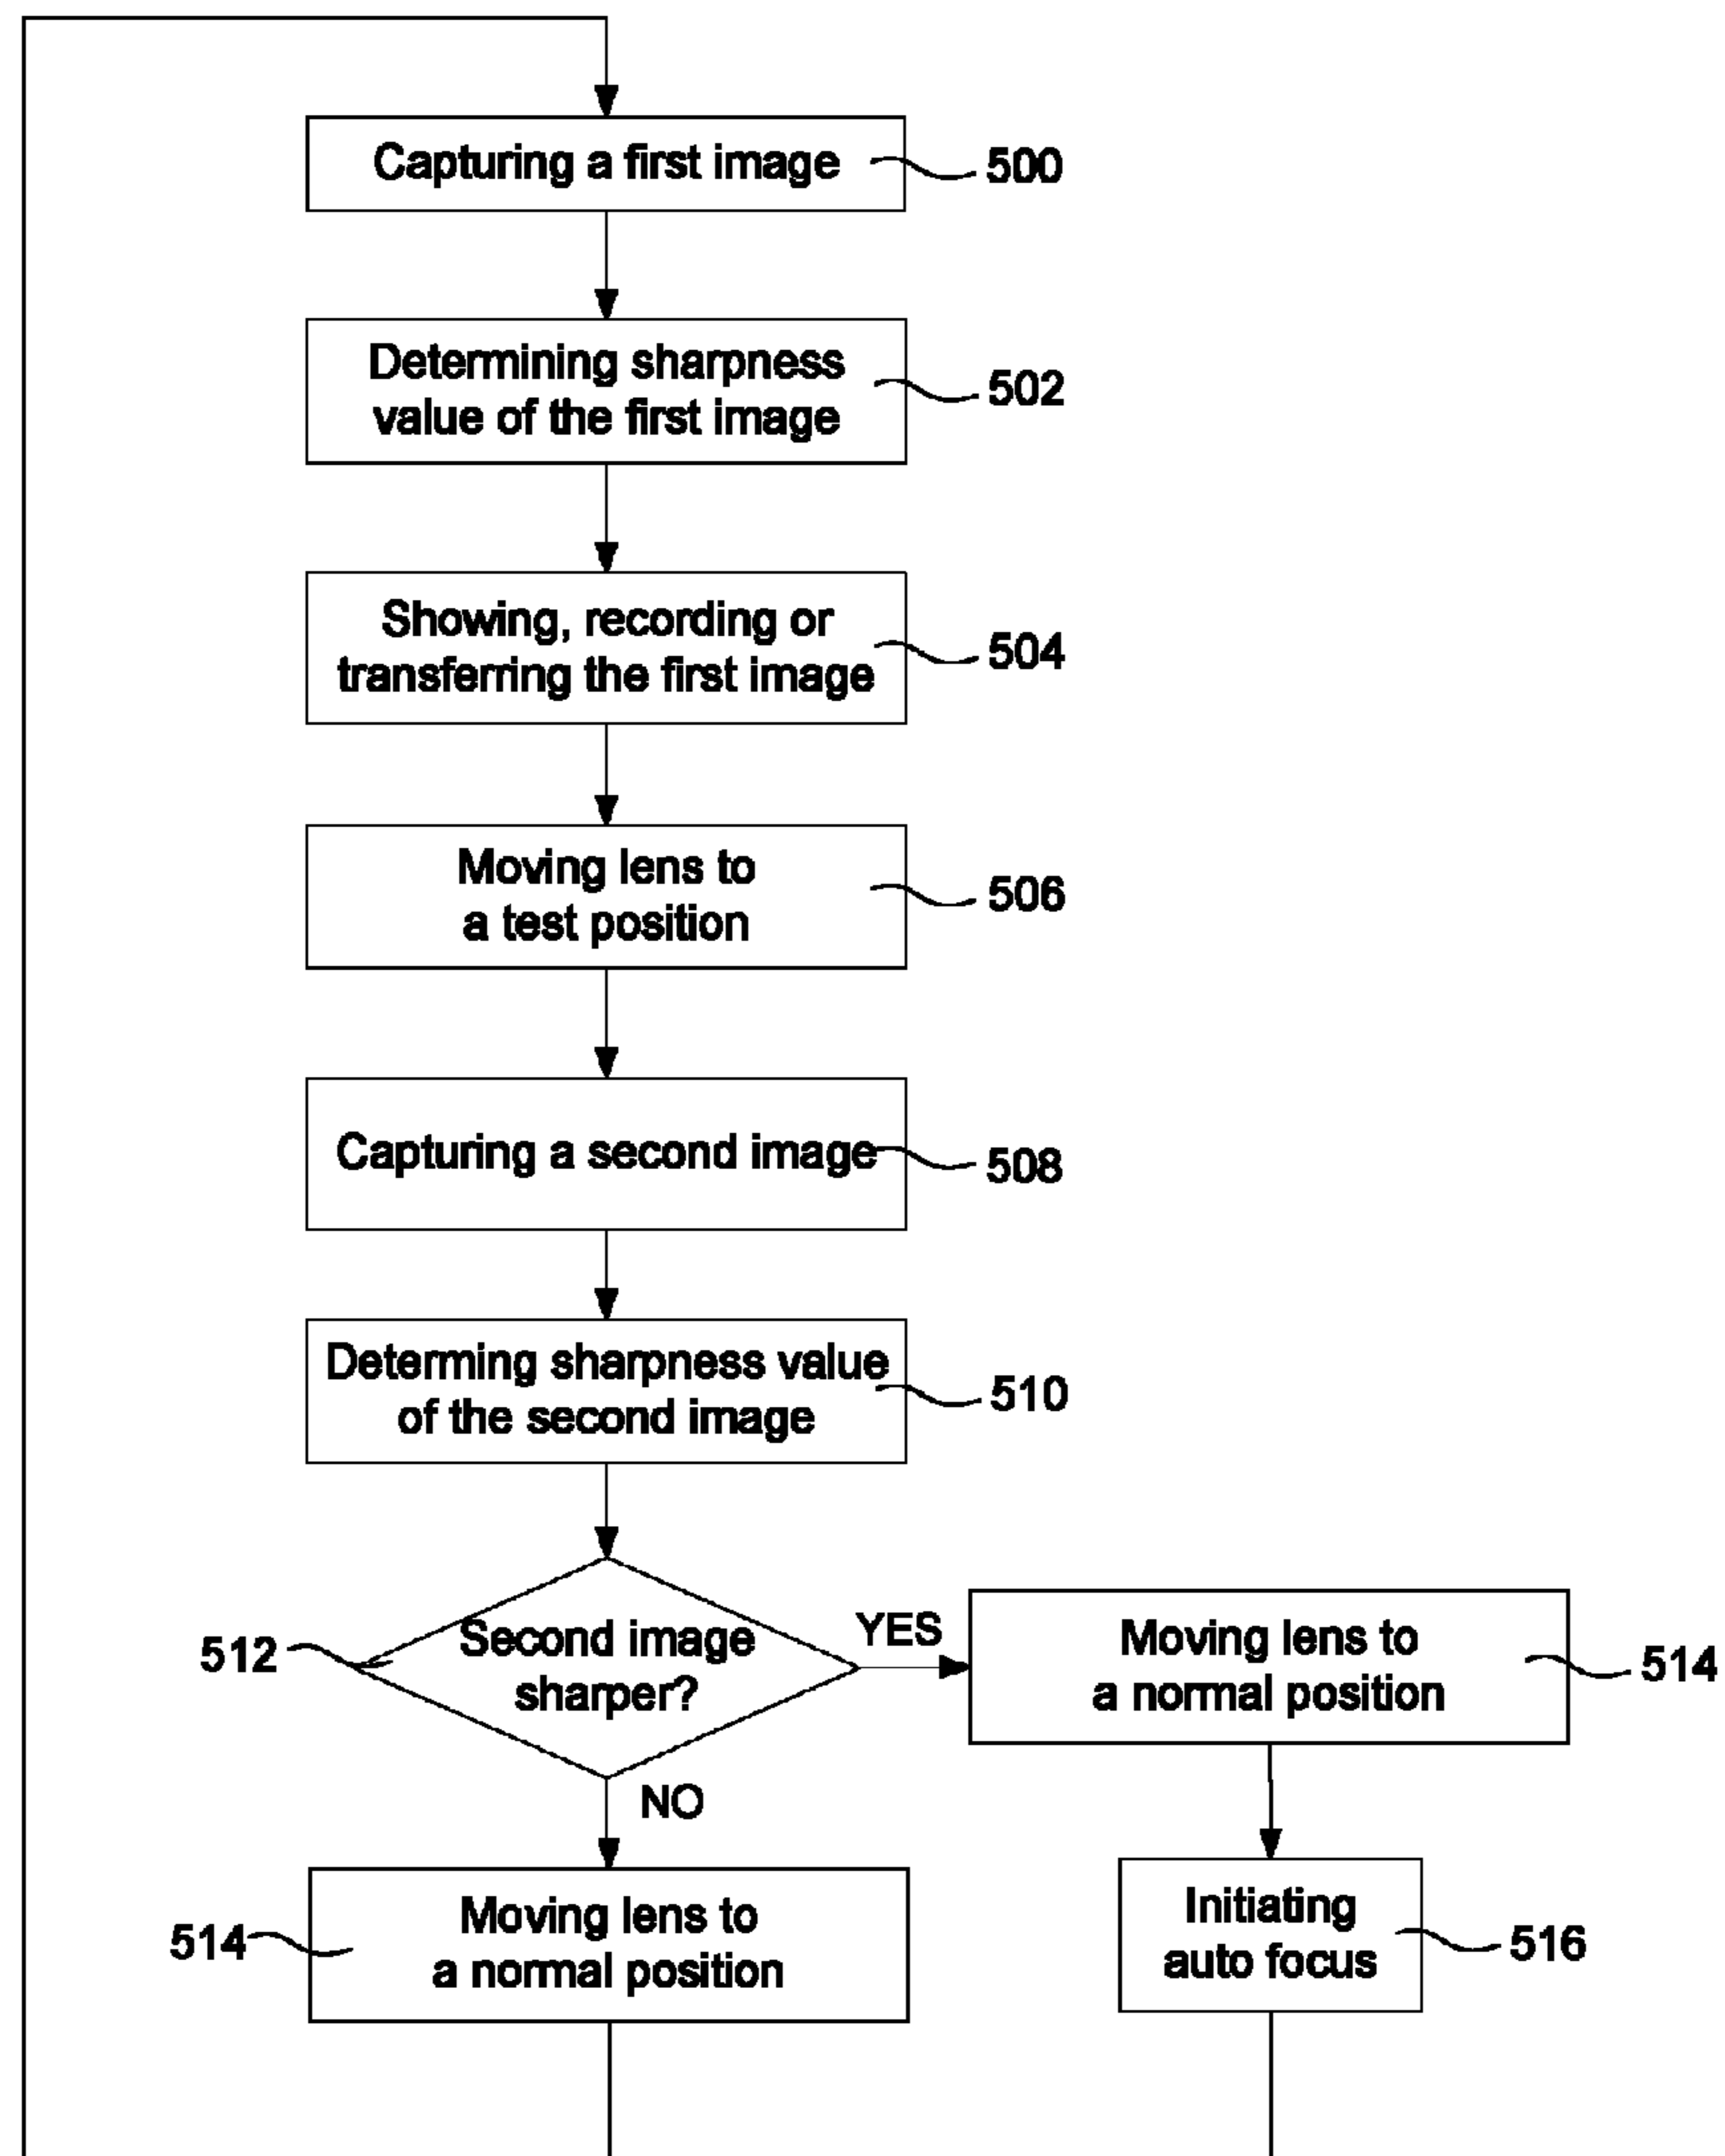 Capturing a first image
500
Determining sharpness
value of the first image
502
Showing, recording or
transferring the first image
504
Moving lens to
a test position
506
Capturing a second image
508
Determing sharpness value
of the second image
510
512
Second image
sharper?
YES
Moving lens to
a normal position
514
NO
514
Moving lens to
a normal position
Initiating
auto focus
516